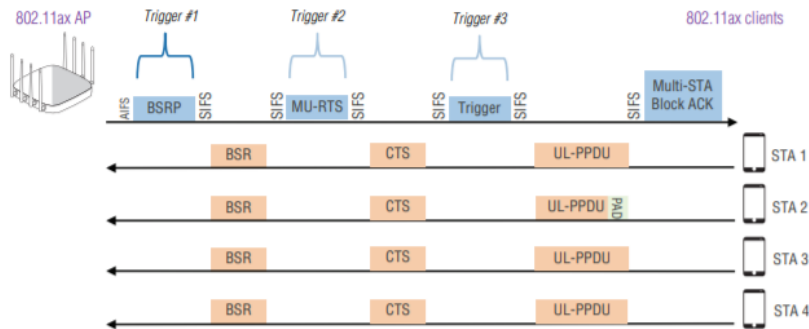 802.11ax AP
Trigger #1
Trigger #2
Trigger #3
802.11ax clients
AIFS
BSRP
SIFS
SIFS
MU-RTS
SIFS
SIFS
Trigger
SIFS
SIFS
Multi-STA
Block ACK
BSR
CTS
UL-PPDU
STA 1
BSR
CTS
UL-PPDU
PAD
STA 2
BSR
CTS
UL-PPDU
STA 3
BSR
CTS
UL-PPDU
STA 4